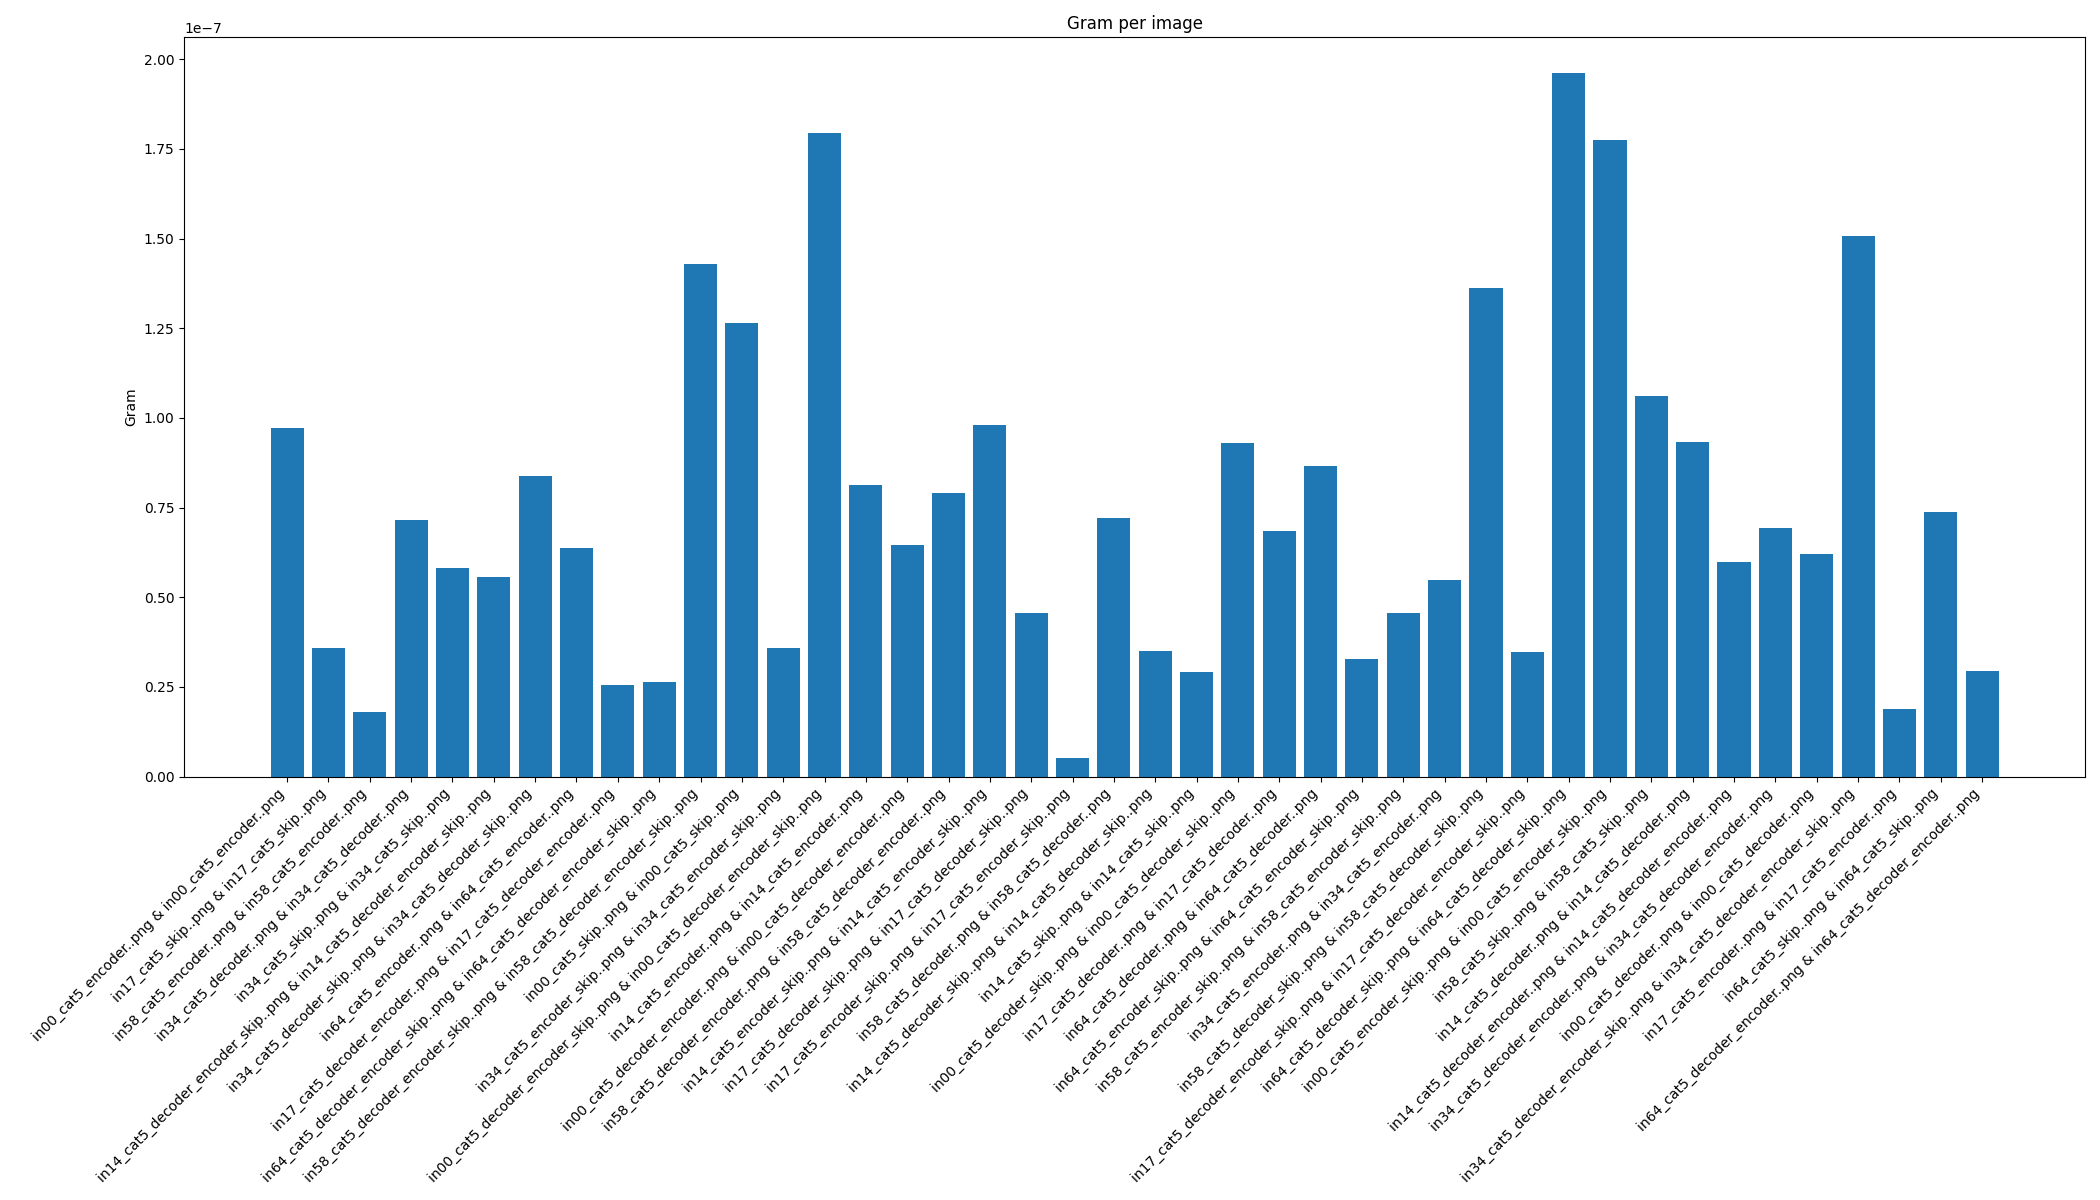 Gram per image
1e−7
2.00
1.75
1.50
1.25
1.00
0.75
0.50
0.25
0.00
Gram
in00_cat5_encoder..png & in00_cat5_encoder..png
in17_cat5_skip..png & in17_cat5_skip..png
in58_cat5_encoder..png & in58_cat5_encoder..png
in34_cat5_decoder..png & in34_cat5_decoder..png
in34_cat5_skip..png & in34_cat5_skip..png
in14_cat5_decoder_encoder_skip..png & in14_cat5_decoder_encoder_skip..png
in34_cat5_decoder_skip..png & in34_cat5_decoder_skip..png
in64_cat5_encoder..png & in64_cat5_encoder..png
in17_cat5_decoder_encoder..png & in17_cat5_decoder_encoder..png
in64_cat5_decoder_encoder_skip..png & in64_cat5_decoder_encoder_skip..png
in58_cat5_decoder_encoder_skip..png & in58_cat5_decoder_encoder_skip..png
in00_cat5_skip..png & in00_cat5_skip..png
in34_cat5_encoder_skip..png & in34_cat5_encoder_skip..png
in00_cat5_decoder_encoder_skip..png & in00_cat5_decoder_encoder_skip..png
in14_cat5_encoder..png & in14_cat5_encoder..png
in00_cat5_decoder_encoder..png & in00_cat5_decoder_encoder..png
in58_cat5_decoder_encoder..png & in58_cat5_decoder_encoder..png
in14_cat5_encoder_skip..png & in14_cat5_encoder_skip..png
in17_cat5_decoder_skip..png & in17_cat5_decoder_skip..png
in17_cat5_encoder_skip..png & in17_cat5_encoder_skip..png
in58_cat5_decoder..png & in58_cat5_decoder..png
in14_cat5_decoder_skip..png & in14_cat5_decoder_skip..png
in14_cat5_skip..png & in14_cat5_skip..png
in00_cat5_decoder_skip..png & in00_cat5_decoder_skip..png
in17_cat5_decoder..png & in17_cat5_decoder..png
in64_cat5_decoder..png & in64_cat5_decoder..png
in64_cat5_encoder_skip..png & in64_cat5_encoder_skip..png
in58_cat5_encoder_skip..png & in58_cat5_encoder_skip..png
in34_cat5_encoder..png & in34_cat5_encoder..png
in58_cat5_decoder_skip..png & in58_cat5_decoder_skip..png
in17_cat5_decoder_encoder_skip..png & in17_cat5_decoder_encoder_skip..png
in64_cat5_decoder_skip..png & in64_cat5_decoder_skip..png
in00_cat5_encoder_skip..png & in00_cat5_encoder_skip..png
in58_cat5_skip..png & in58_cat5_skip..png
in14_cat5_decoder..png & in14_cat5_decoder..png
in14_cat5_decoder_encoder..png & in14_cat5_decoder_encoder..png
in34_cat5_decoder_encoder..png & in34_cat5_decoder_encoder..png
in00_cat5_decoder..png & in00_cat5_decoder..png
in34_cat5_decoder_encoder_skip..png & in34_cat5_decoder_encoder_skip..png
in17_cat5_encoder..png & in17_cat5_encoder..png
in64_cat5_skip..png & in64_cat5_skip..png
in64_cat5_decoder_encoder..png & in64_cat5_decoder_encoder..png